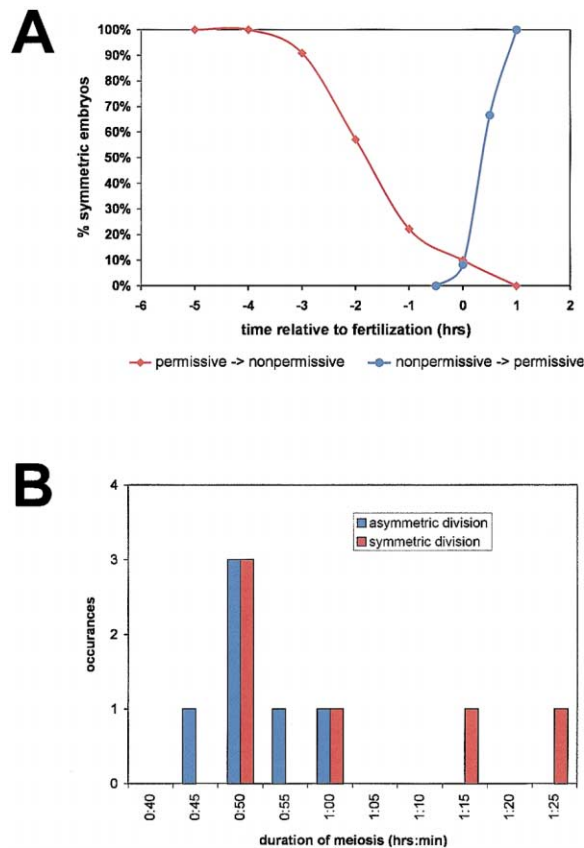 A
100%
90%
80%
70%
60%
50%
40%
30%
20%
10%
0%
% symmetric embryos
-6 -5 -4 -3 -2 -1 0 1 2
time relative to fertilization (hrs)
permissive -> nonpermissive nonpermissive -> permissive
B
4
3
2
1
0
occurances
asymmetric division
symmetric division
0:40 0:45 0:50 0:55 1:00 1:05 1:10 1:15 1:20 1:25
duration of meiosis (hrs:min)